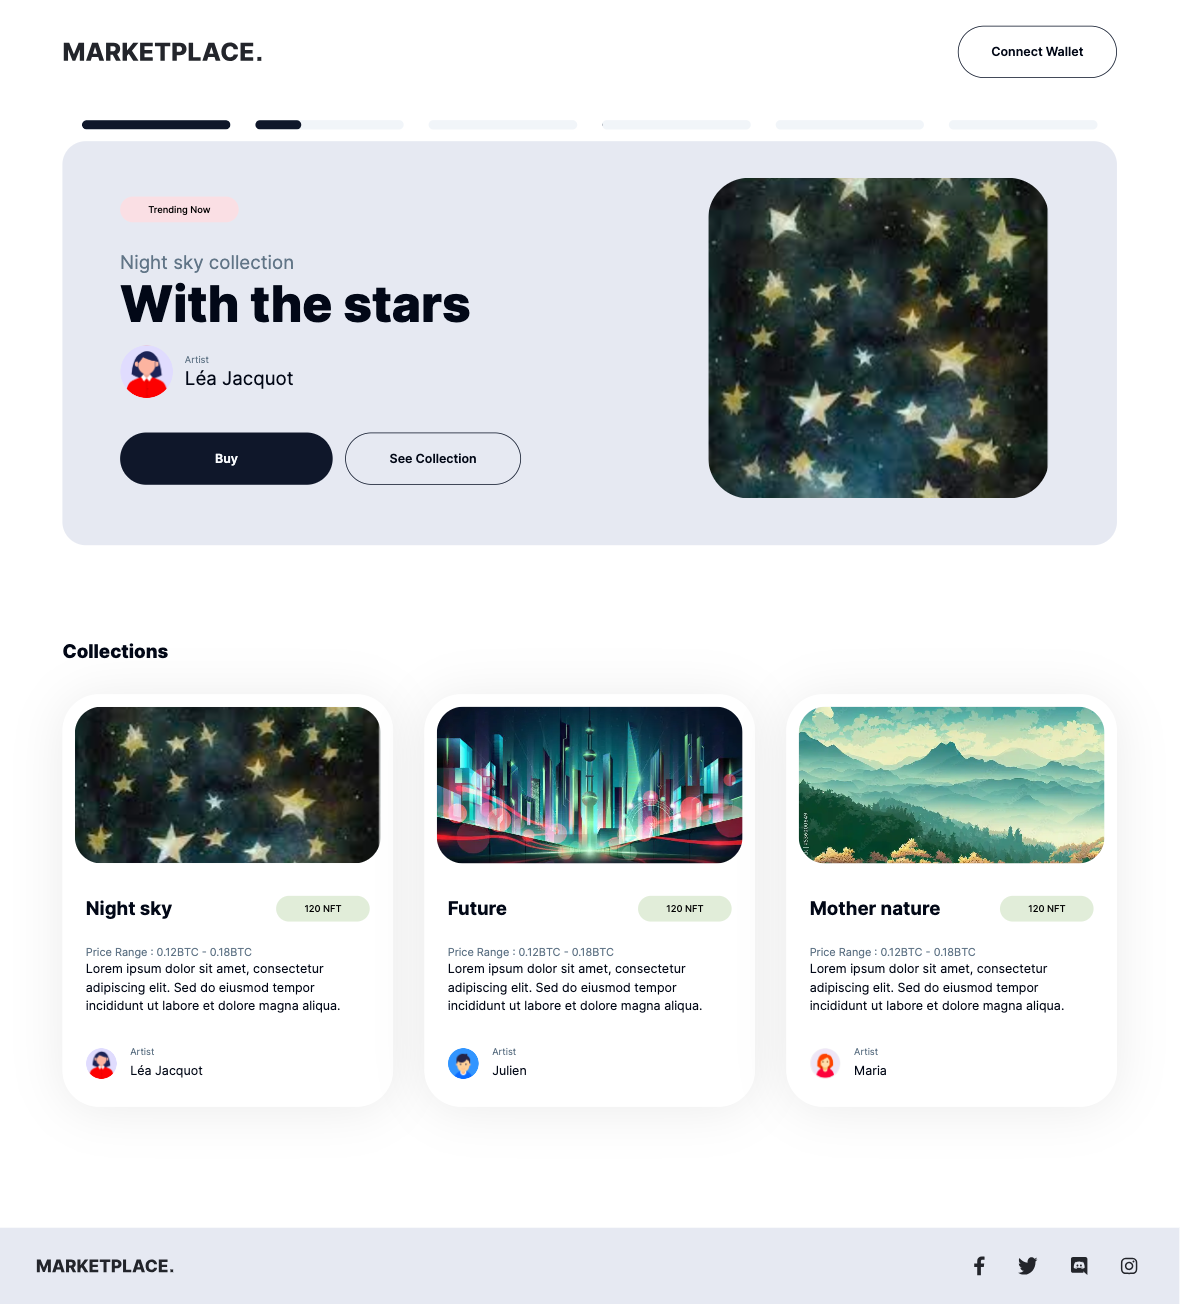 MARKETPLACE.
Connect Wallet
Trending Now
Night sky collection
With the stars
Artist
Léa Jacquot
Buy
See Collection
Collections
Night sky
120 NFT
Price Range : 0.12BTC - 0.18BTC
Lorem ipsum dolor sit amet, consectetur
adipiscing elit. Sed do eiusmod tempor
incididunt ut labore et dolore magna aliqua.
Artist
Léa Jacquot
Future
120 NFT
Price Range : 0.12BTC - 0.18BTC
Lorem ipsum dolor sit amet, consectetur
adipiscing elit. Sed do eiusmod tempor
incididunt ut labore et dolore magna aliqua.
Artist
Julien
Mother nature
120 NFT
Price Range : 0.12BTC - 0.18BTC
Lorem ipsum dolor sit amet, consectetur
adipiscing elit. Sed do eiusmod tempor
incididunt ut labore et dolore magna aliqua.
Artist
Maria
MARKETPLACE.